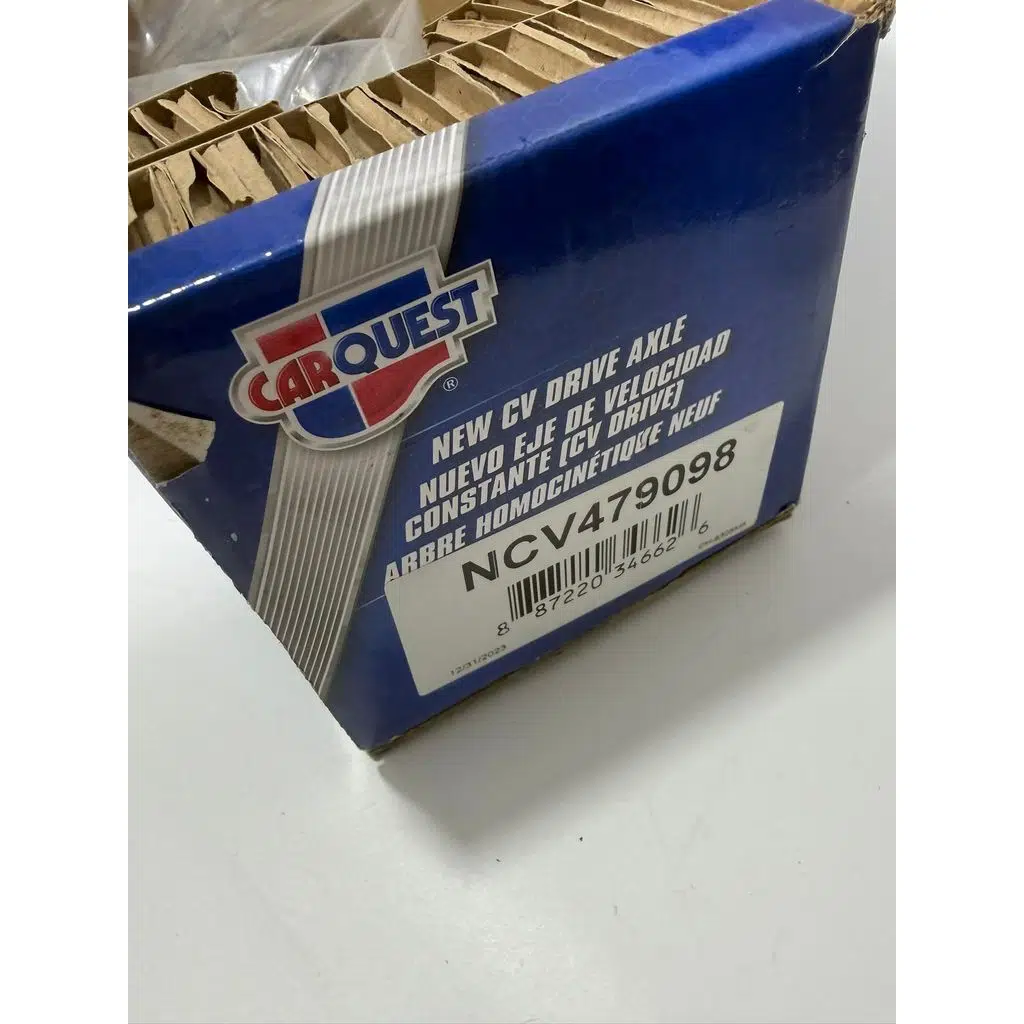 CARQUEST
®
NEW CV DRIVE AXLE
NUEVO EJE DE VELOCIDAD
CONSTANTE (CV DRIVE)
ARBRE HOMOCINÉTIQUE NEUF
NCV479098
8 87220 34662 6
12/31/2023